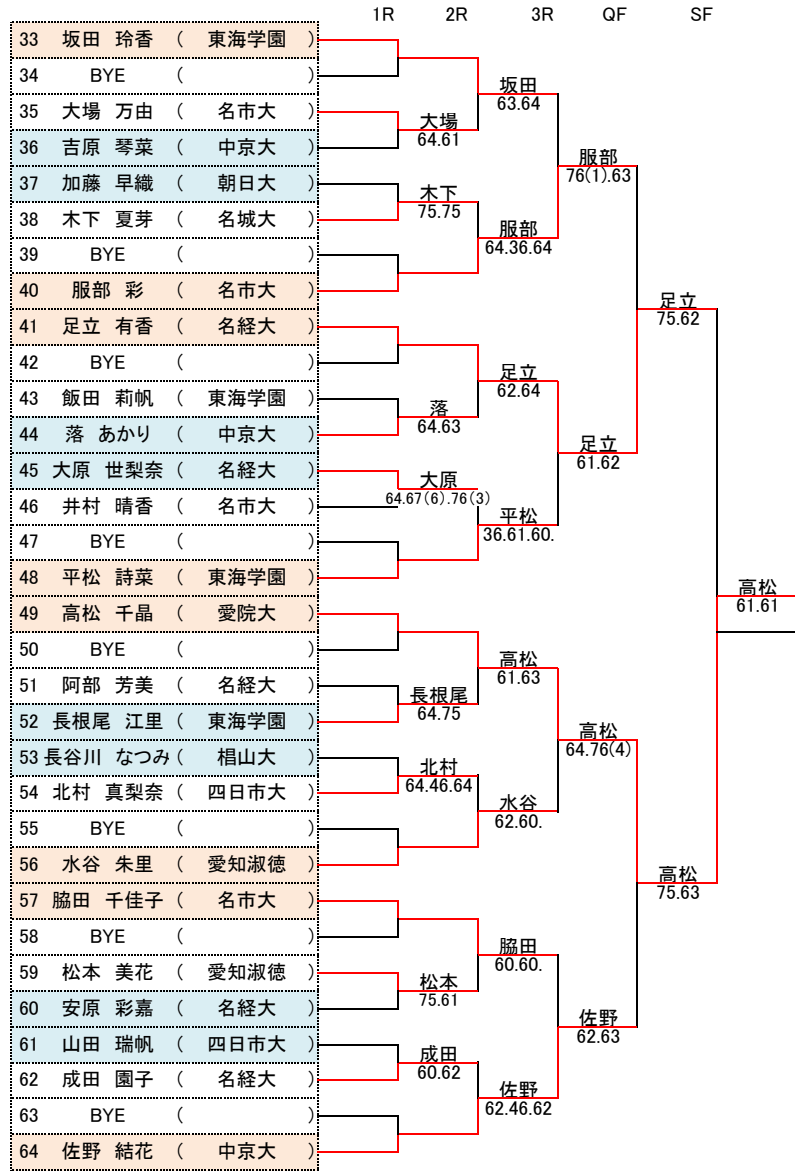 1R 2R 3R QF SF
33 坂田 玲香 ( 東海学園 )
34 BYE ( )
坂田
63.64
35 大場 万由 ( 名市大 )
大場
64.61
36 吉原 琴菜 ( 中京大 )
服部
76(1).63
37 加藤 早織 ( 朝日大 )
木下
75.75
38 木下 夏芽 ( 名城大 )
服部
64.36.64
39 BYE ( )
40 服部 彩 ( 名市大 )
足立
75.62
41 足立 有香 ( 名経大 )
42 BYE ( )
足立
62.64
43 飯田 莉帆 ( 東海学園 )
落
64.63
44 落 あかり ( 中京大 )
足立
61.62
45 大原 世梨奈 ( 名経大 )
大原
64.67(6).76(3)
46 井村 晴香 ( 名市大 )
平松
36.61.60.
47 BYE ( )
48 平松 詩菜 ( 東海学園 )
高松
61.61
49 高松 千晶 ( 愛院大 )
50 BYE ( )
高松
61.63
51 阿部 芳美 ( 名経大 )
長根尾
64.75
52 長根尾 江里 ( 東海学園 )
高松
64.76(4)
53 長谷川 なつみ ( 椙山大 )
北村
64.46.64
54 北村 真梨奈 ( 四日市大 )
水谷
62.60.
55 BYE ( )
56 水谷 朱里 ( 愛知淑徳 )
高松
75.63
57 脇田 千佳子 ( 名市大 )
58 BYE ( )
脇田
60.60.
59 松本 美花 ( 愛知淑徳 )
松本
75.61
60 安原 彩嘉 ( 名経大 )
佐野
62.63
61 山田 瑞帆 ( 四日市大 )
成田
60.62
62 成田 園子 ( 名経大 )
佐野
62.46.62
63 BYE ( )
64 佐野 結花 ( 中京大 )